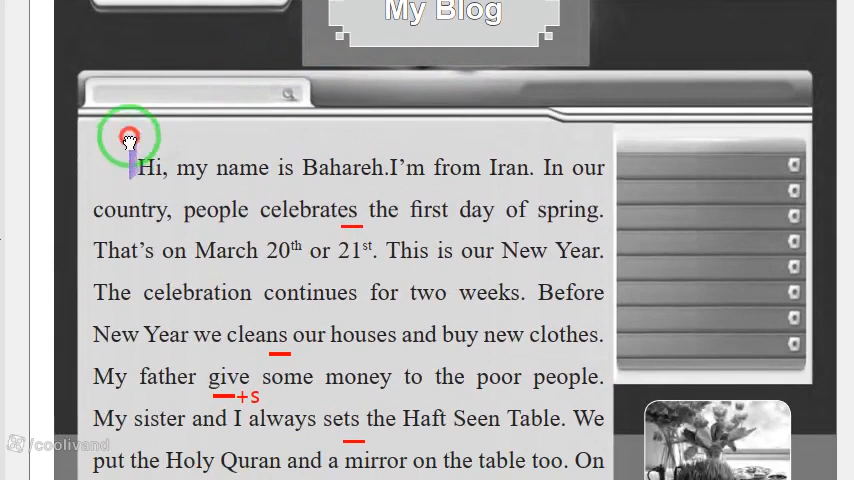 My Blog
Hi, my name is Bahareh.I'm from Iran. In our
country, people celebrates the first day of spring.
That's on March 20th or 21st. This is our New Year.
The celebration continues for two weeks. Before
New Year we cleans our houses and buy new clothes.
My father give some money to the poor people.
+s
My sister and I always sets the Haft Seen Table. We
/coolivand
put the Holy Quran and a mirror on the table too. On